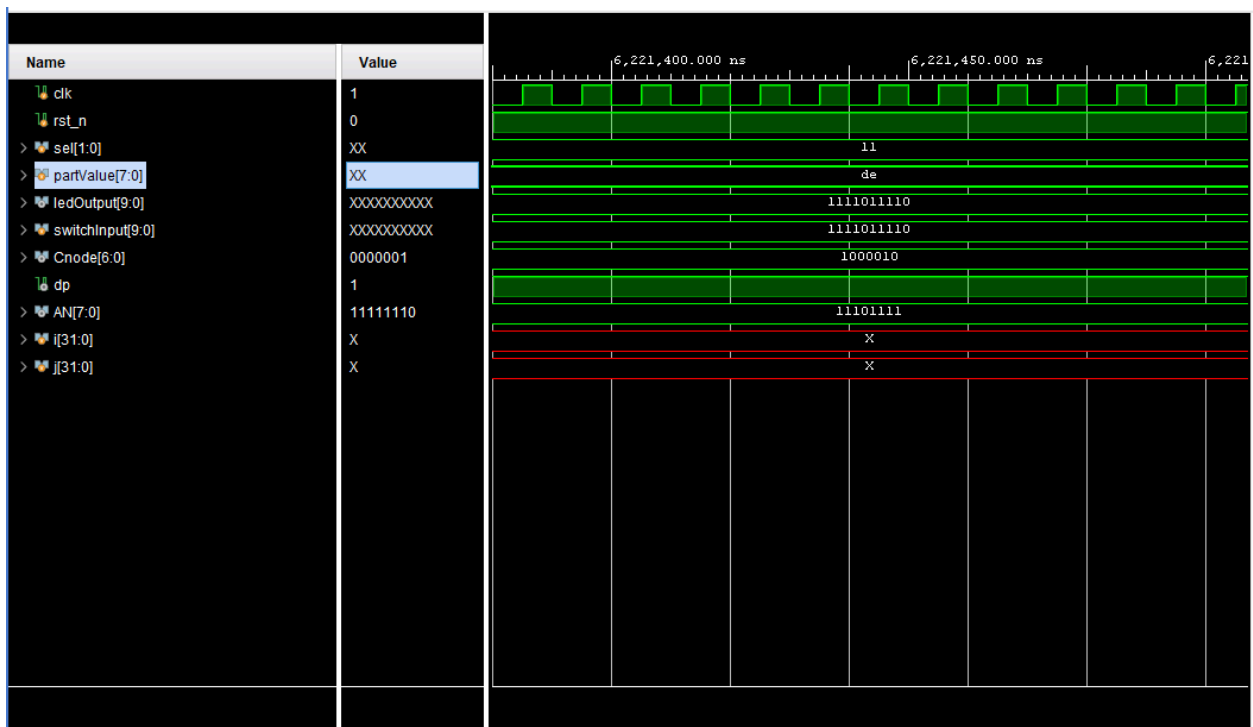 6,221,400.000 ns 6,221,450.000 ns 6,221
Name Value
clk 1
rst_n 0
sel[1:0] XX 11
partValue[7:0] XX de
ledOutput[9:0] XXXXXXXXXX 1111011110
switchInput[9:0] XXXXXXXXXX 1111011110
Cnode[6:0] 0000001 1000010
dp 1
AN[7:0] 11111110 11101111
i[31:0] X X
j[31:0] X X